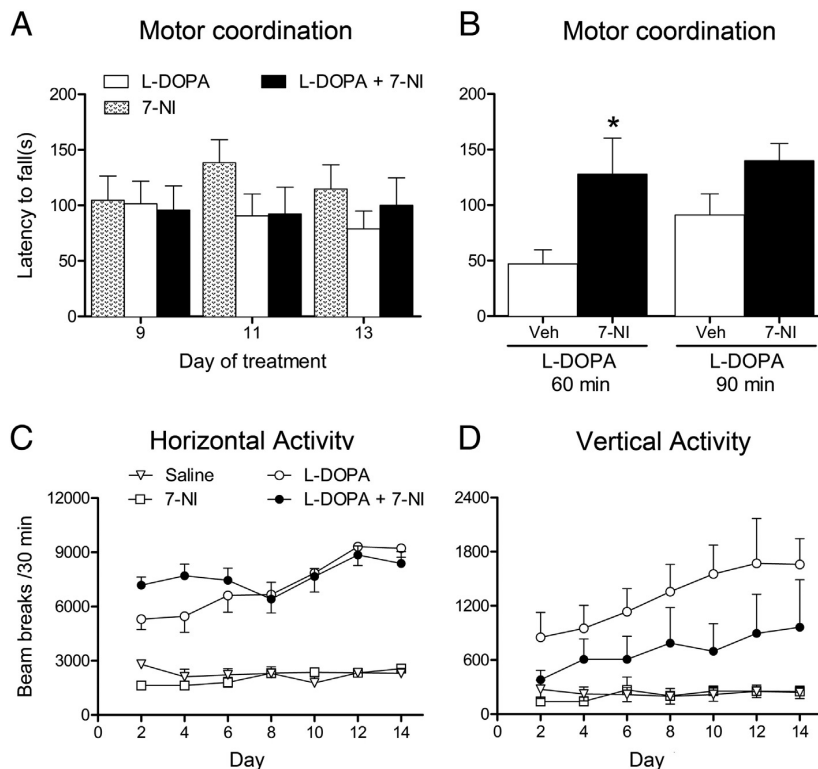 A Motor coordination
L-DOPA L-DOPA + 7-NI
7-NI
Latency to fall(s)
200
150
100
50
0
9 11 13
Day of treatment
B Motor coordination
200
150
100
50
0
*
Veh 7-NI Veh 7-NI
L-DOPA L-DOPA
60 min 90 min
C Horizontal Activity
Saline L-DOPA
7-NI L-DOPA + 7-NI
Beam breaks /30 min
12000
9000
6000
3000
0
0 2 4 6 8 10 12 14
Day
D Vertical Activity
2400
1800
1200
600
0
0 2 4 6 8 10 12 14
Day